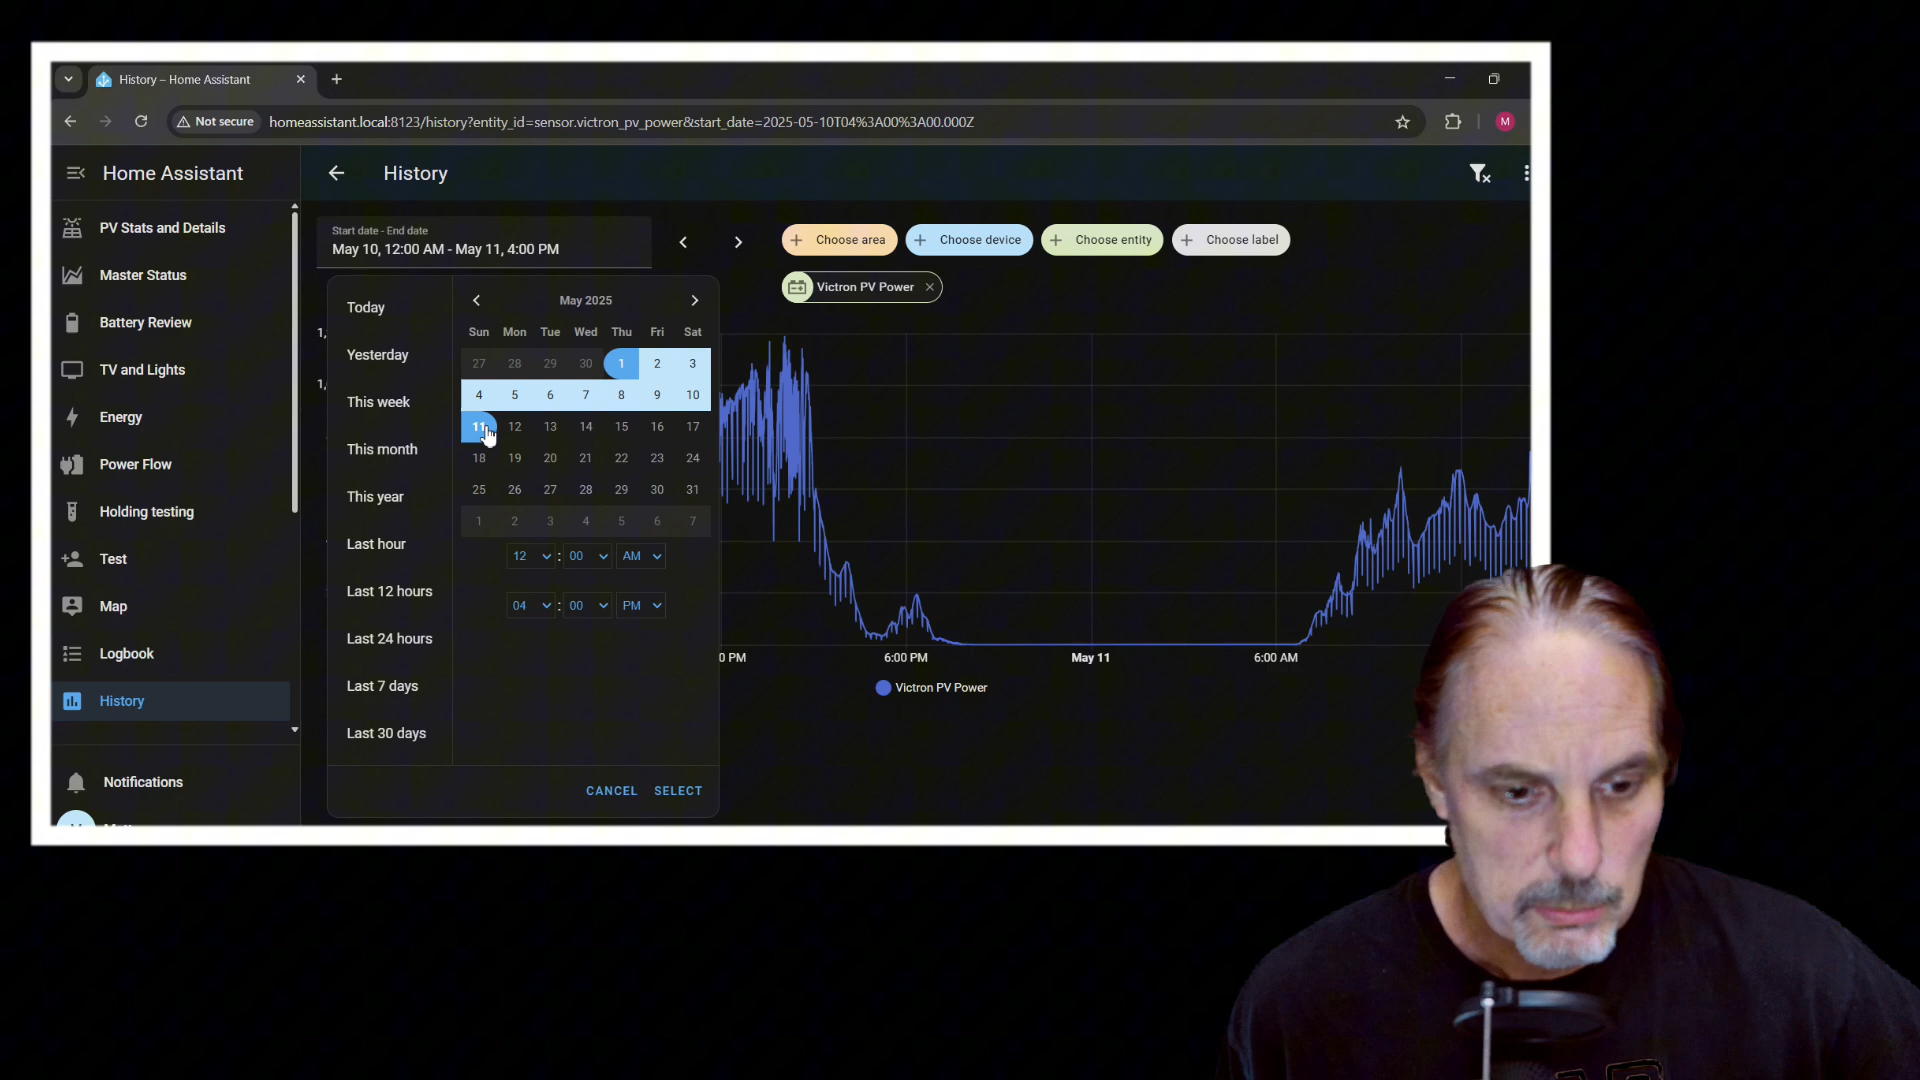 History – Home Assistant
Not secure
homeassistant.local:8123/history?entity_id=sensor.victron_pv_power&start_date=2025-05-10T04%3A00%3A00.000Z
M
Home Assistant
History
PV Stats and Details
Master Status
Battery Review
TV and Lights
Energy
Power Flow
Holding testing
Test
Map
Logbook
History
Notifications
Start date - End date
May 10, 12:00 AM - May 11, 4:00 PM
Choose area
Choose device
Choose entity
Choose label
Victron PV Power
Today
Yesterday
This week
This month
This year
Last hour
Last 12 hours
Last 24 hours
Last 7 days
Last 30 days
May 2025
Sun Mon Tue Wed Thu Fri Sat
27 28 29 30 1 2 3
4 5 6 7 8 9 10
11 12 13 14 15 16 17
18 19 20 21 22 23 24
25 26 27 28 29 30 31
1 2 3 4 5 6 7
12 : 00 AM
04 : 00 PM
CANCEL SELECT
1,
1,
0 PM
6:00 PM
May 11
6:00 AM
Victron PV Power